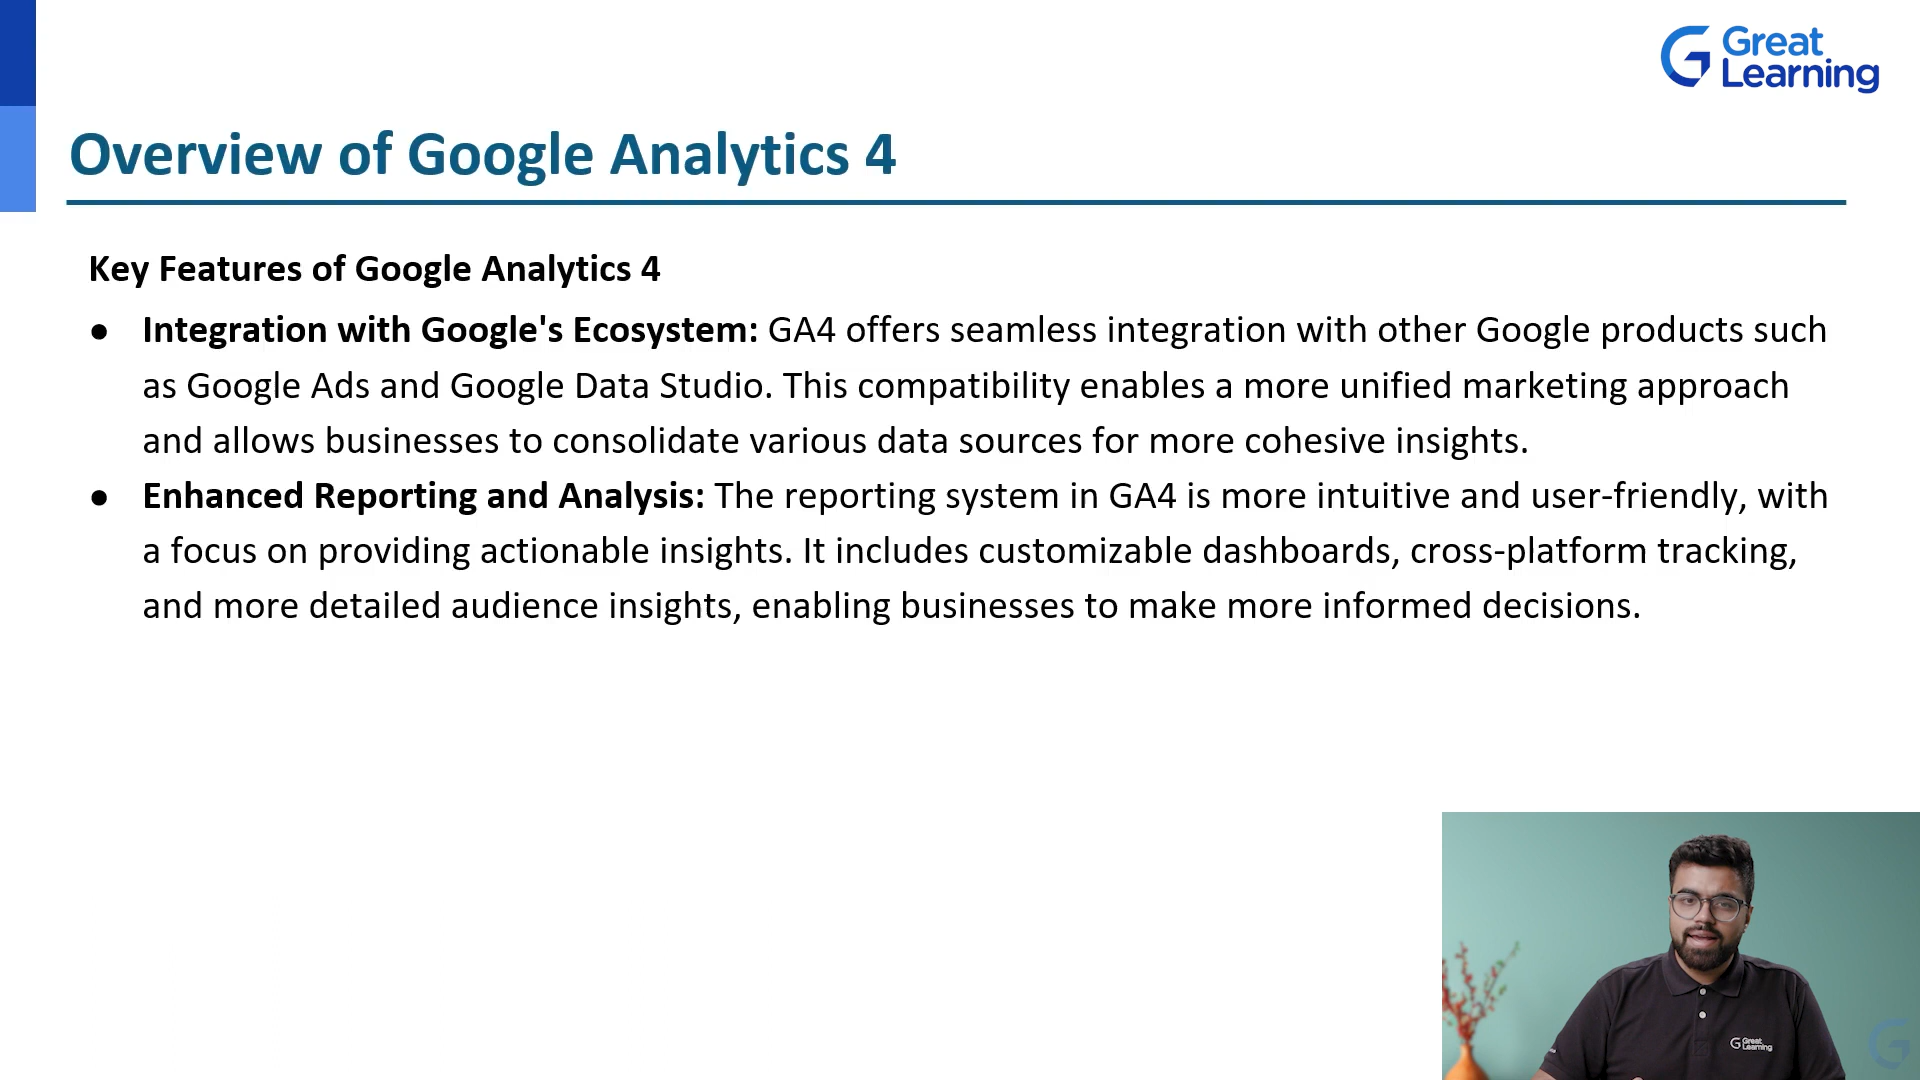 Great
Learning
Overview of Google Analytics 4
Key Features of Google Analytics 4
● Integration with Google's Ecosystem: GA4 offers seamless integration with other Google products such
as Google Ads and Google Data Studio. This compatibility enables a more unified marketing approach
and allows businesses to consolidate various data sources for more cohesive insights.
● Enhanced Reporting and Analysis: The reporting system in GA4 is more intuitive and user-friendly, with
a focus on providing actionable insights. It includes customizable dashboards, cross-platform tracking,
and more detailed audience insights, enabling businesses to make more informed decisions.
Great
Learning